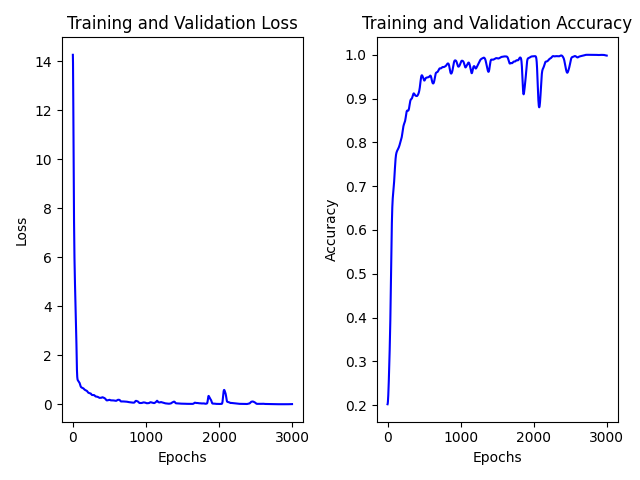 Training and Validation Loss
14
12
10
8
6
4
2
0
Loss
0 1000 2000 3000
Epochs
Training and Validation Accuracy
1.0
0.9
0.8
0.7
0.6
0.5
0.4
0.3
0.2
Accuracy
0 1000 2000 3000
Epochs